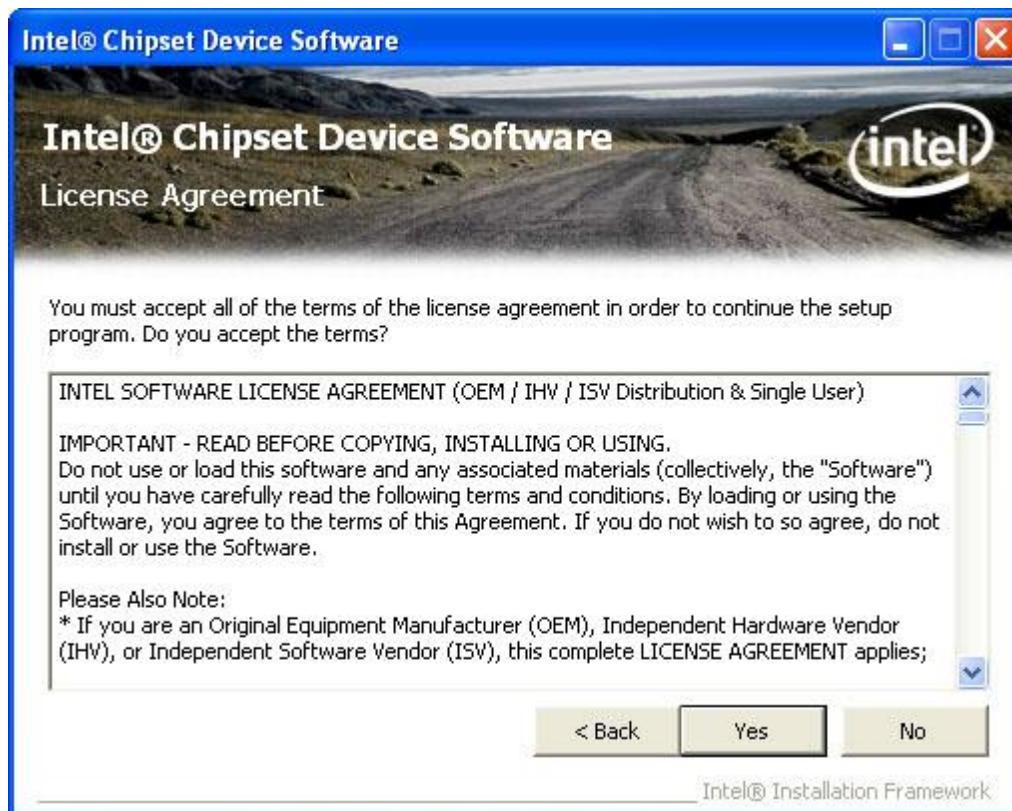 Intel® Chipset Device Software
Intel® Chipset Device Software
intel
License Agreement
You must accept all of the terms of the license agreement in order to continue the setup
program. Do you accept the terms?
INTEL SOFTWARE LICENSE AGREEMENT (OEM / IHV / ISV Distribution & Single User)
IMPORTANT - READ BEFORE COPYING, INSTALLING OR USING.
Do not use or load this software and any associated materials (collectively, the "Software")
until you have carefully read the following terms and conditions. By loading or using the
Software, you agree to the terms of this Agreement. If you do not wish to so agree, do not
install or use the Software.
Please Also Note:
* If you are an Original Equipment Manufacturer (OEM), Independent Hardware Vendor
(IHV), or Independent Software Vendor (ISV), this complete LICENSE AGREEMENT applies;
< Back Yes No
Intel® Installation Framework